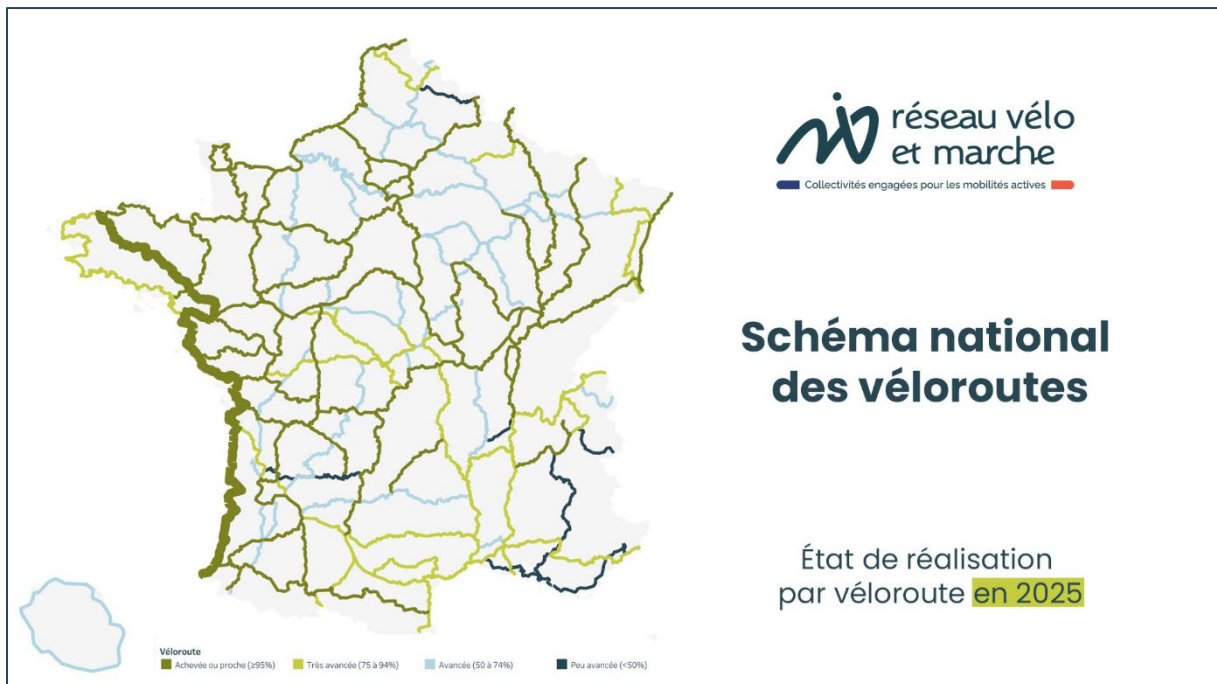 réseau vélo
et marche
Collectivités engagées pour les mobilités actives
Schéma national
des véloroutes
État de réalisation
par véloroute en 2025
Véloroute
Achevée ou proche (≥95%)
Très avancée (75 à 94%)
Avancée (50 à 74%)
Peu avancée (<50%)